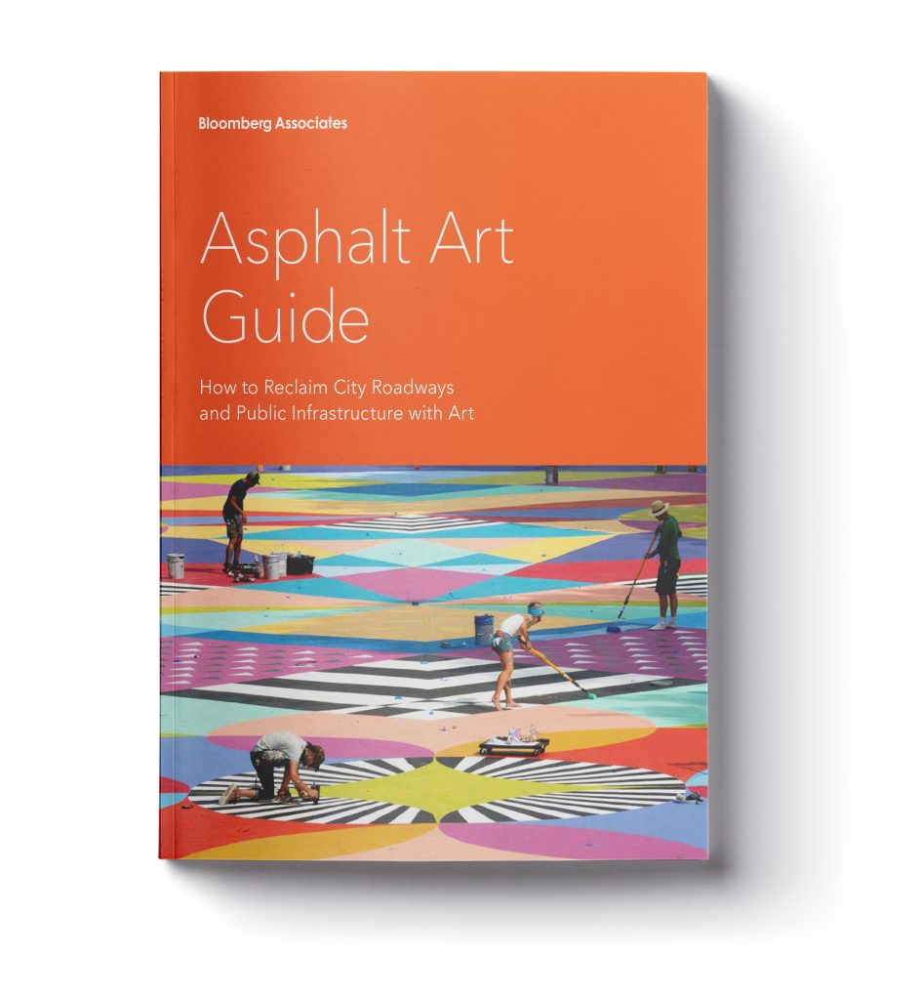 Bloomberg Associates
Asphalt Art
Guide
How to Reclaim City Roadways
and Public Infrastructure with Art